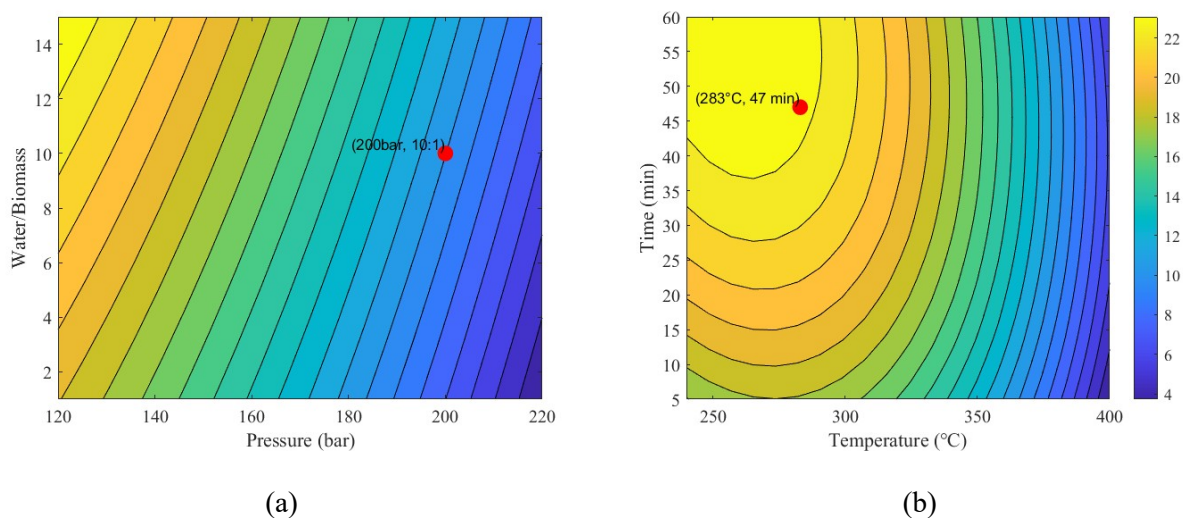 14
12
10
8
6
4
2
Water/Biomass
(200bar, 10:1)
120 140 160 180 200 220
Pressure (bar)
(a)
60
55
50
45
40
35
30
25
20
15
10
5
Time (min)
(283°C, 47 min)
250 300 350 400
Temperature (°C)
22
20
18
16
14
12
10
8
6
4
(b)